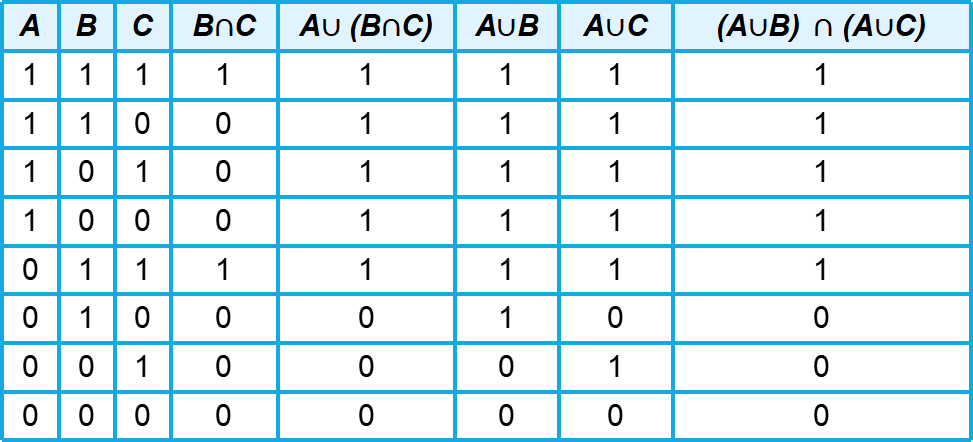 A B C B∩C A∪ (B∩C) A∪B A∪C (A∪B) ∩ (A∪C)
1 1 1 1 1 1 1 1
1 1 0 0 1 1 1 1
1 0 1 0 1 1 1 1
1 0 0 0 1 1 1 1
0 1 1 1 1 1 1 1
0 1 0 0 0 1 0 0
0 0 1 0 0 0 1 0
0 0 0 0 0 0 0 0